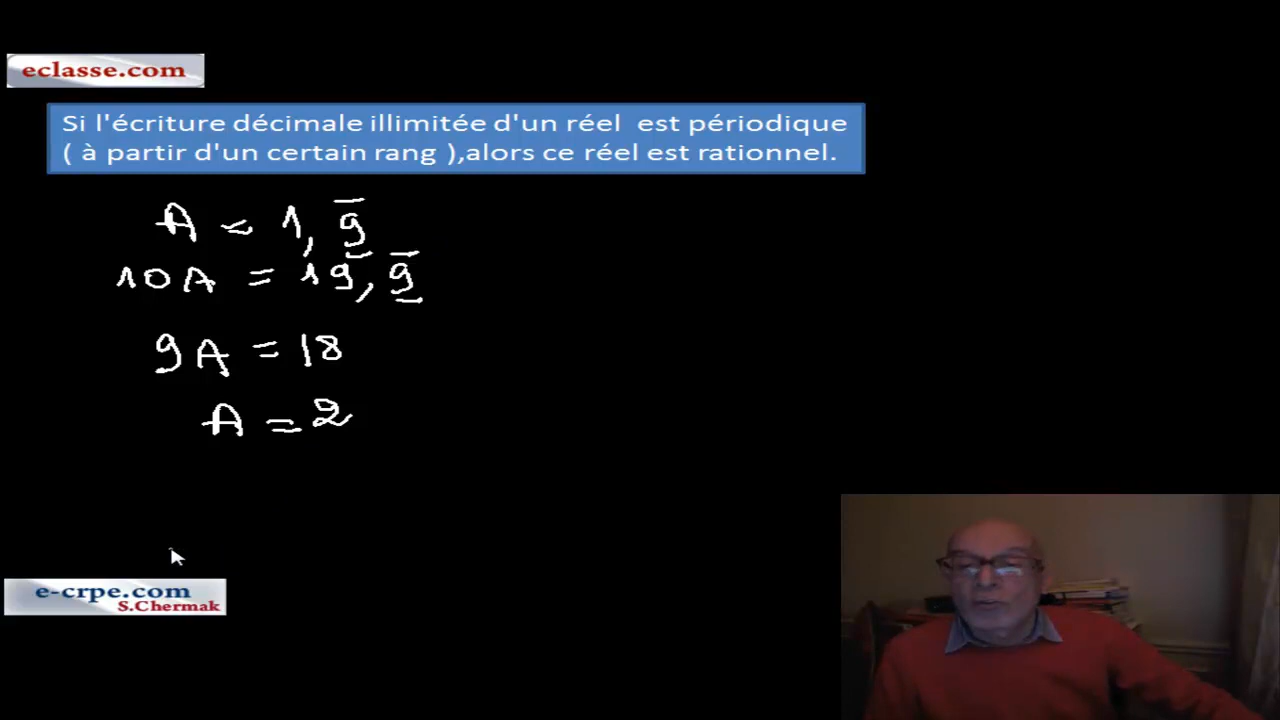 eclasse.com
Si l'écriture décimale illimitée d'un réel est périodique
( à partir d'un certain rang ),alors ce réel est rationnel.
A = 1, 9̲̅
10A = 19, 9̲̅
9A = 18
A = 2
e-crpe.com
S.Chermak